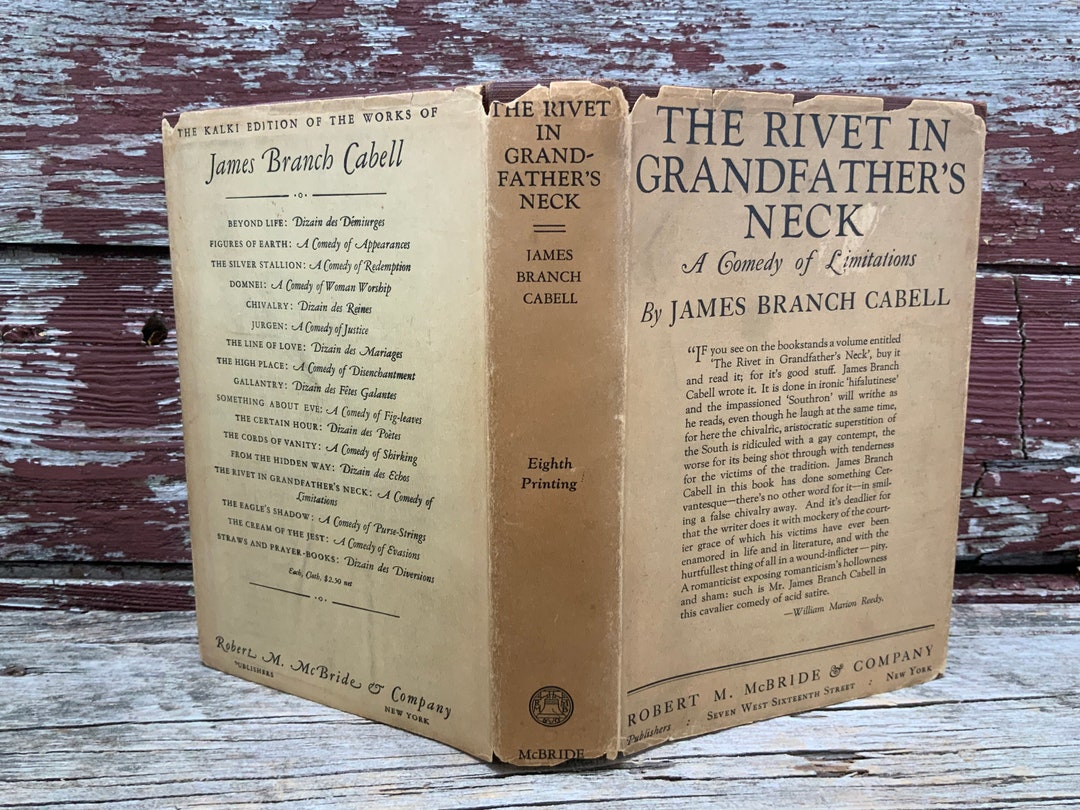 THE KALKI EDITION OF THE WORKS OF
James Branch Cabell
BEYOND LIFE: Dizain des Démiurges
FIGURES OF EARTH: A Comedy of Appearances
THE SILVER STALLION: A Comedy of Redemption
DOMNEI: A Comedy of Woman Worship
CHIVALRY: Dizain des Reines
JURGEN: A Comedy of Justice
THE LINE OF LOVE: Dizain des Mariages
THE HIGH PLACE: A Comedy of Disenchantment
GALLANTRY: Dizain des Fêtes Galantes
SOMETHING ABOUT EVE: A Comedy of Fig-leaves
THE CERTAIN HOUR: Dizain des Poëtes
THE CORDS OF VANITY: A Comedy of Shirking
FROM THE HIDDEN WAY: Dizain des Echos
THE RIVET IN GRANDFATHER'S NECK: A Comedy of
Limitations
THE EAGLE'S SHADOW: A Comedy of Purse-Strings
THE CREAM OF THE JEST: A Comedy of Evasions
STRAWS AND PRAYER-BOOKS: Dizain des Diversions
Each, Cloth, $2.50 net
Robert M. McBride & Company
PUBLISHERS NEW YORK
THE RIVET
IN
GRAND-
FATHER'S
NECK
JAMES
BRANCH
CABELL
Eighth
Printing
McBRIDE
THE RIVET IN
GRANDFATHER'S
NECK
A Comedy of Limitations
By JAMES BRANCH CABELL
"IF you see on the bookstands a volume entitled
'The Rivet in Grandfather's Neck', buy it
and read it; for it's good stuff. James Branch
Cabell wrote it. It is done in ironic 'hifalutinese'
and the impassioned 'Southron' will writhe as
he reads, even though he laugh at the same time,
for here the chivalric, aristocratic superstition of
the South is ridiculed with a gay contempt, the
worse for its being shot through with tenderness
for the victims of the tradition. James Branch
Cabell in this book has done something Cer-
vantesque—there's no other word for it—in smil-
ing a false chivalry away. And it's deadlier for
that the writer does it with mockery of the court-
ier grace of which his victims have ever been
enamored in life and in literature, and with the
hurtfullest thing of all in a wound-inflicter—pity.
A romanticist exposing romanticism's hollowness
and sham: such is Mr. James Branch Cabell in
this cavalier comedy of acid satire.
—William Marion Reedy.
ROBERT M. McBRIDE & COMPANY
Publishers : SEVEN WEST SIXTEENTH STREET : NEW YORK